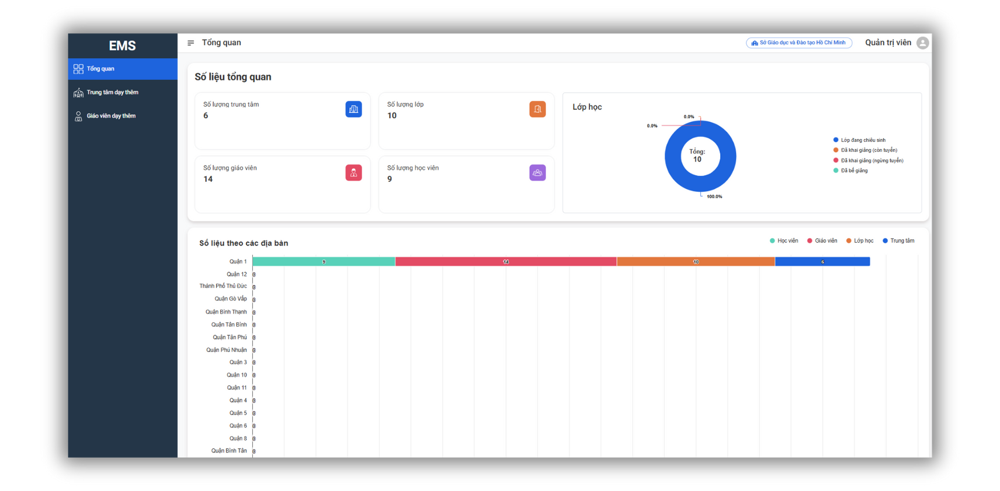 EMS
Tổng quan
Trung tâm dạy thêm
Giáo viên dạy thêm
Tổng quan
Sở Giáo dục và Đào tạo Hồ Chí Minh
Quản trị viên
Số liệu tổng quan
Số lượng trung tâm
6
Số lượng lớp
10
Số lượng giáo viên
14
Số lượng học viên
9
Lớp học
0.0%
0.0%
Tổng:
10
100.0%
Lớp đang chiêu sinh
Đã khai giảng (còn tuyển)
Đã khai giảng (ngừng tuyển)
Đã bế giảng
Số liệu theo các địa bàn
Học viên
Giáo viên
Lớp học
Trung tâm
Quận 1 9 14 10 6
Quận 12 0
Thành Phố Thủ Đức 0
Quận Gò Vấp 0
Quận Bình Thạnh 0
Quận Tân Bình 0
Quận Tân Phú 0
Quận Phú Nhuận 0
Quận 3 0
Quận 10 0
Quận 11 0
Quận 4 0
Quận 5 0
Quận 6 0
Quận 8 0
Quận Bình Tân 0